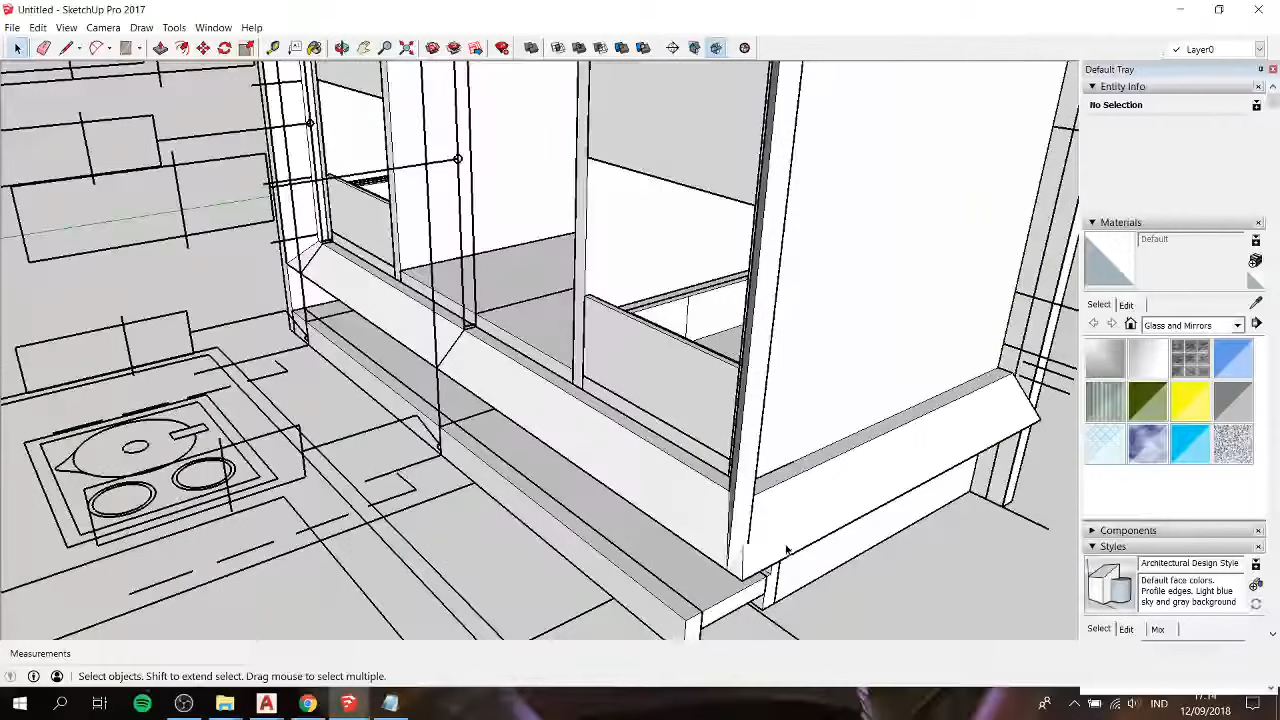 Untitled - SketchUp Pro 2017
File Edit View Camera Draw Tools Window Help
Layer0
Default Tray
Entity Info
No Selection
Materials
Default
Select Edit
Glass and Mirrors
Components
Styles
Architectural Design Style
Default face colors.
Profile edges. Light blue
sky and gray background
Select Edit Mix
Measurements
Select objects. Shift to extend select. Drag mouse to select multiple.
IND
12/09/2018